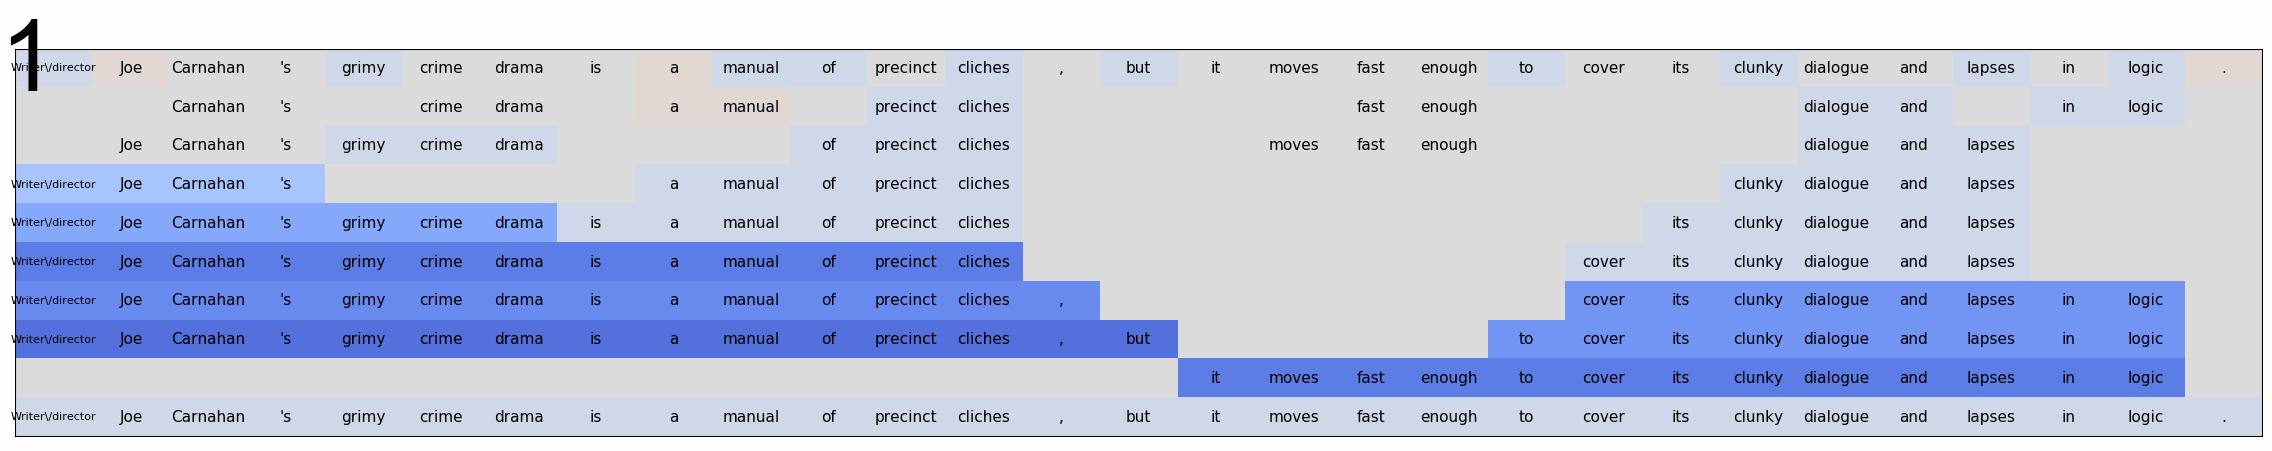 1
Writer\/director Joe Carnahan 's grimy crime drama is a manual of precinct cliches , but it moves fast enough to cover its clunky dialogue and lapses in logic .
Carnahan 's crime drama a manual precinct cliches fast enough dialogue and in logic
Joe Carnahan 's grimy crime drama of precinct cliches moves fast enough dialogue and lapses
Writer\/director Joe Carnahan 's a manual of precinct cliches clunky dialogue and lapses
Writer\/director Joe Carnahan 's grimy crime drama is a manual of precinct cliches its clunky dialogue and lapses
Writer\/director Joe Carnahan 's grimy crime drama is a manual of precinct cliches cover its clunky dialogue and lapses
Writer\/director Joe Carnahan 's grimy crime drama is a manual of precinct cliches , cover its clunky dialogue and lapses in logic
Writer\/director Joe Carnahan 's grimy crime drama is a manual of precinct cliches , but to cover its clunky dialogue and lapses in logic
it moves fast enough to cover its clunky dialogue and lapses in logic
Writer\/director Joe Carnahan 's grimy crime drama is a manual of precinct cliches , but it moves fast enough to cover its clunky dialogue and lapses in logic .